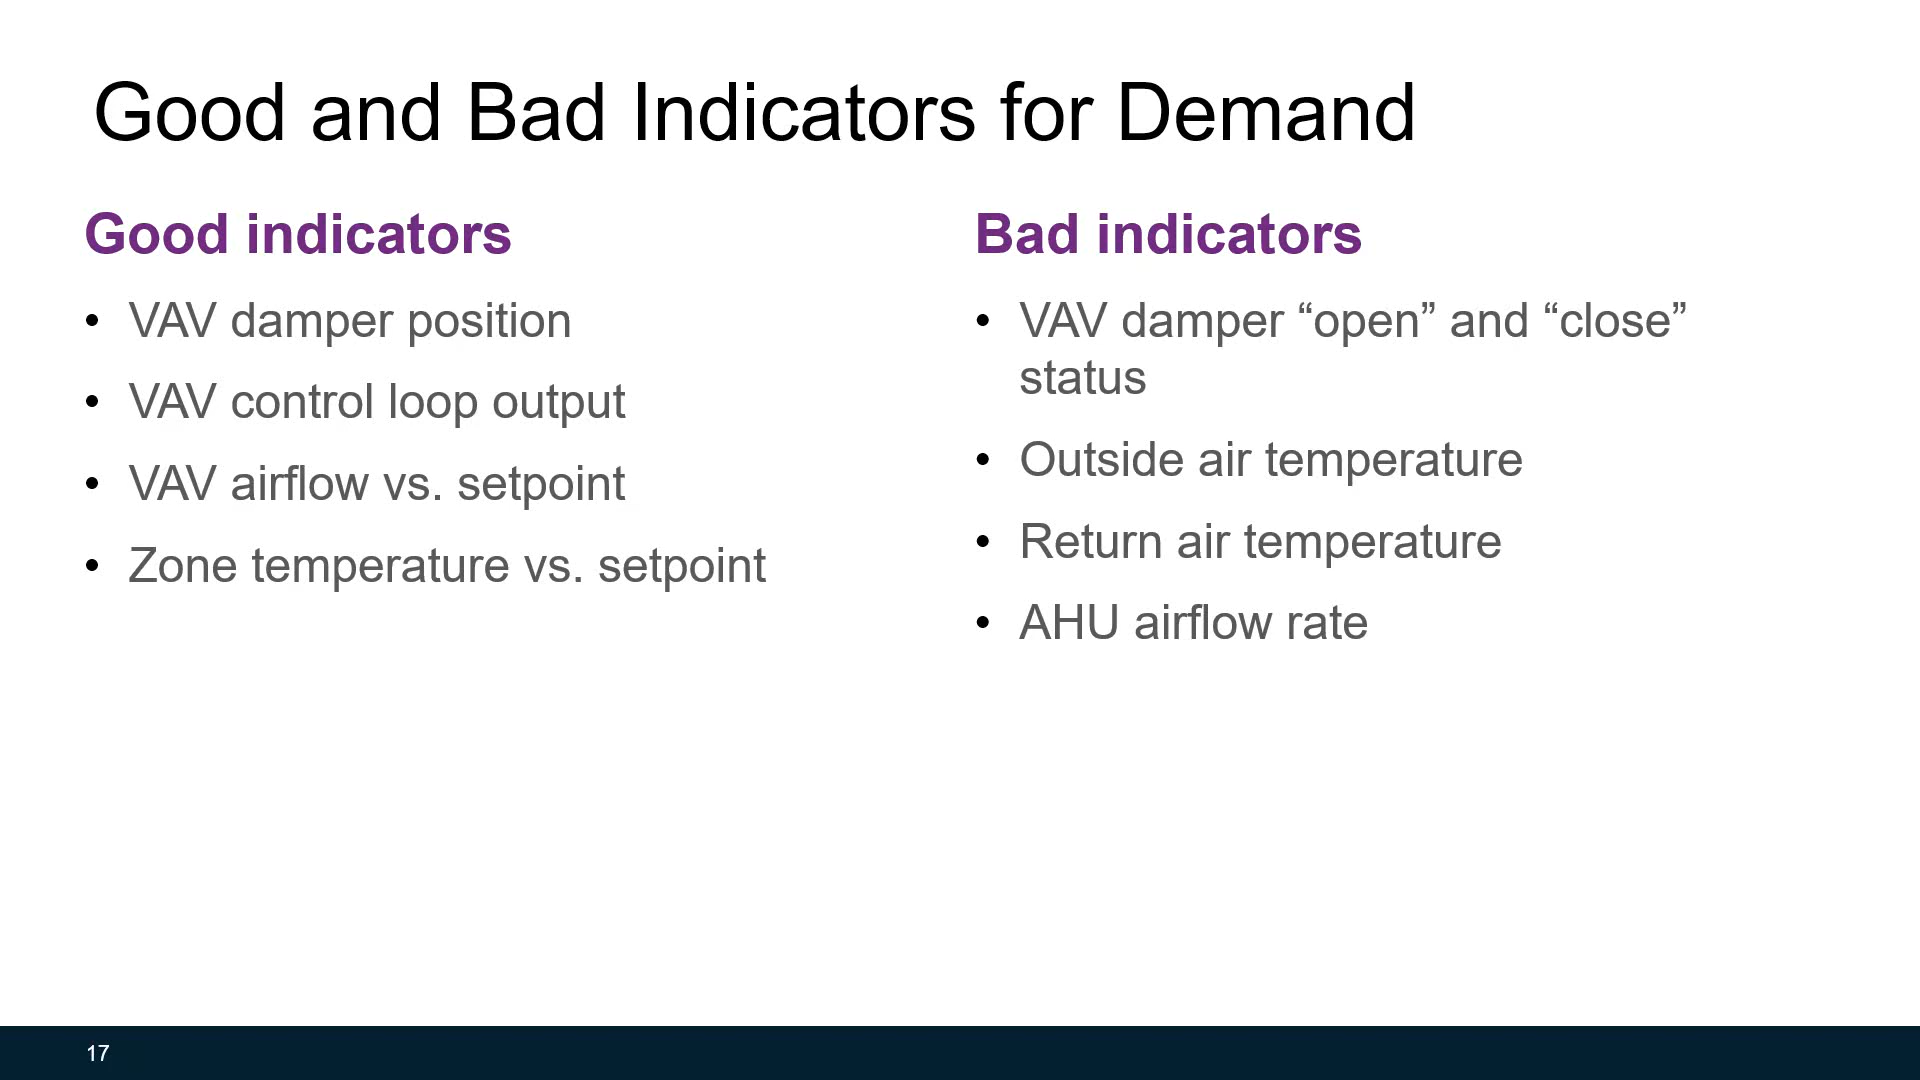 Good and Bad Indicators for Demand
Good indicators
• VAV damper position
• VAV control loop output
• VAV airflow vs. setpoint
• Zone temperature vs. setpoint
Bad indicators
• VAV damper “open” and “close”
status
• Outside air temperature
• Return air temperature
• AHU airflow rate
17